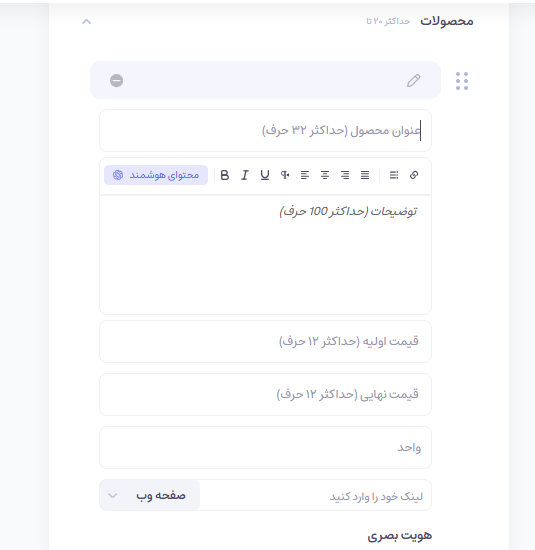 محصولات حداکثر ۲۰ تا
عنوان محصول (حداکثر ۳۲ حرف)
محتوای هوشمند B I U
توضیحات (حداکثر 100 حرف)
قیمت اولیه (حداکثر ۱۲ حرف)
قیمت نهایی (حداکثر ۱۲ حرف)
واحد
لینک خود را وارد کنید صفحه وب
هویت بصری